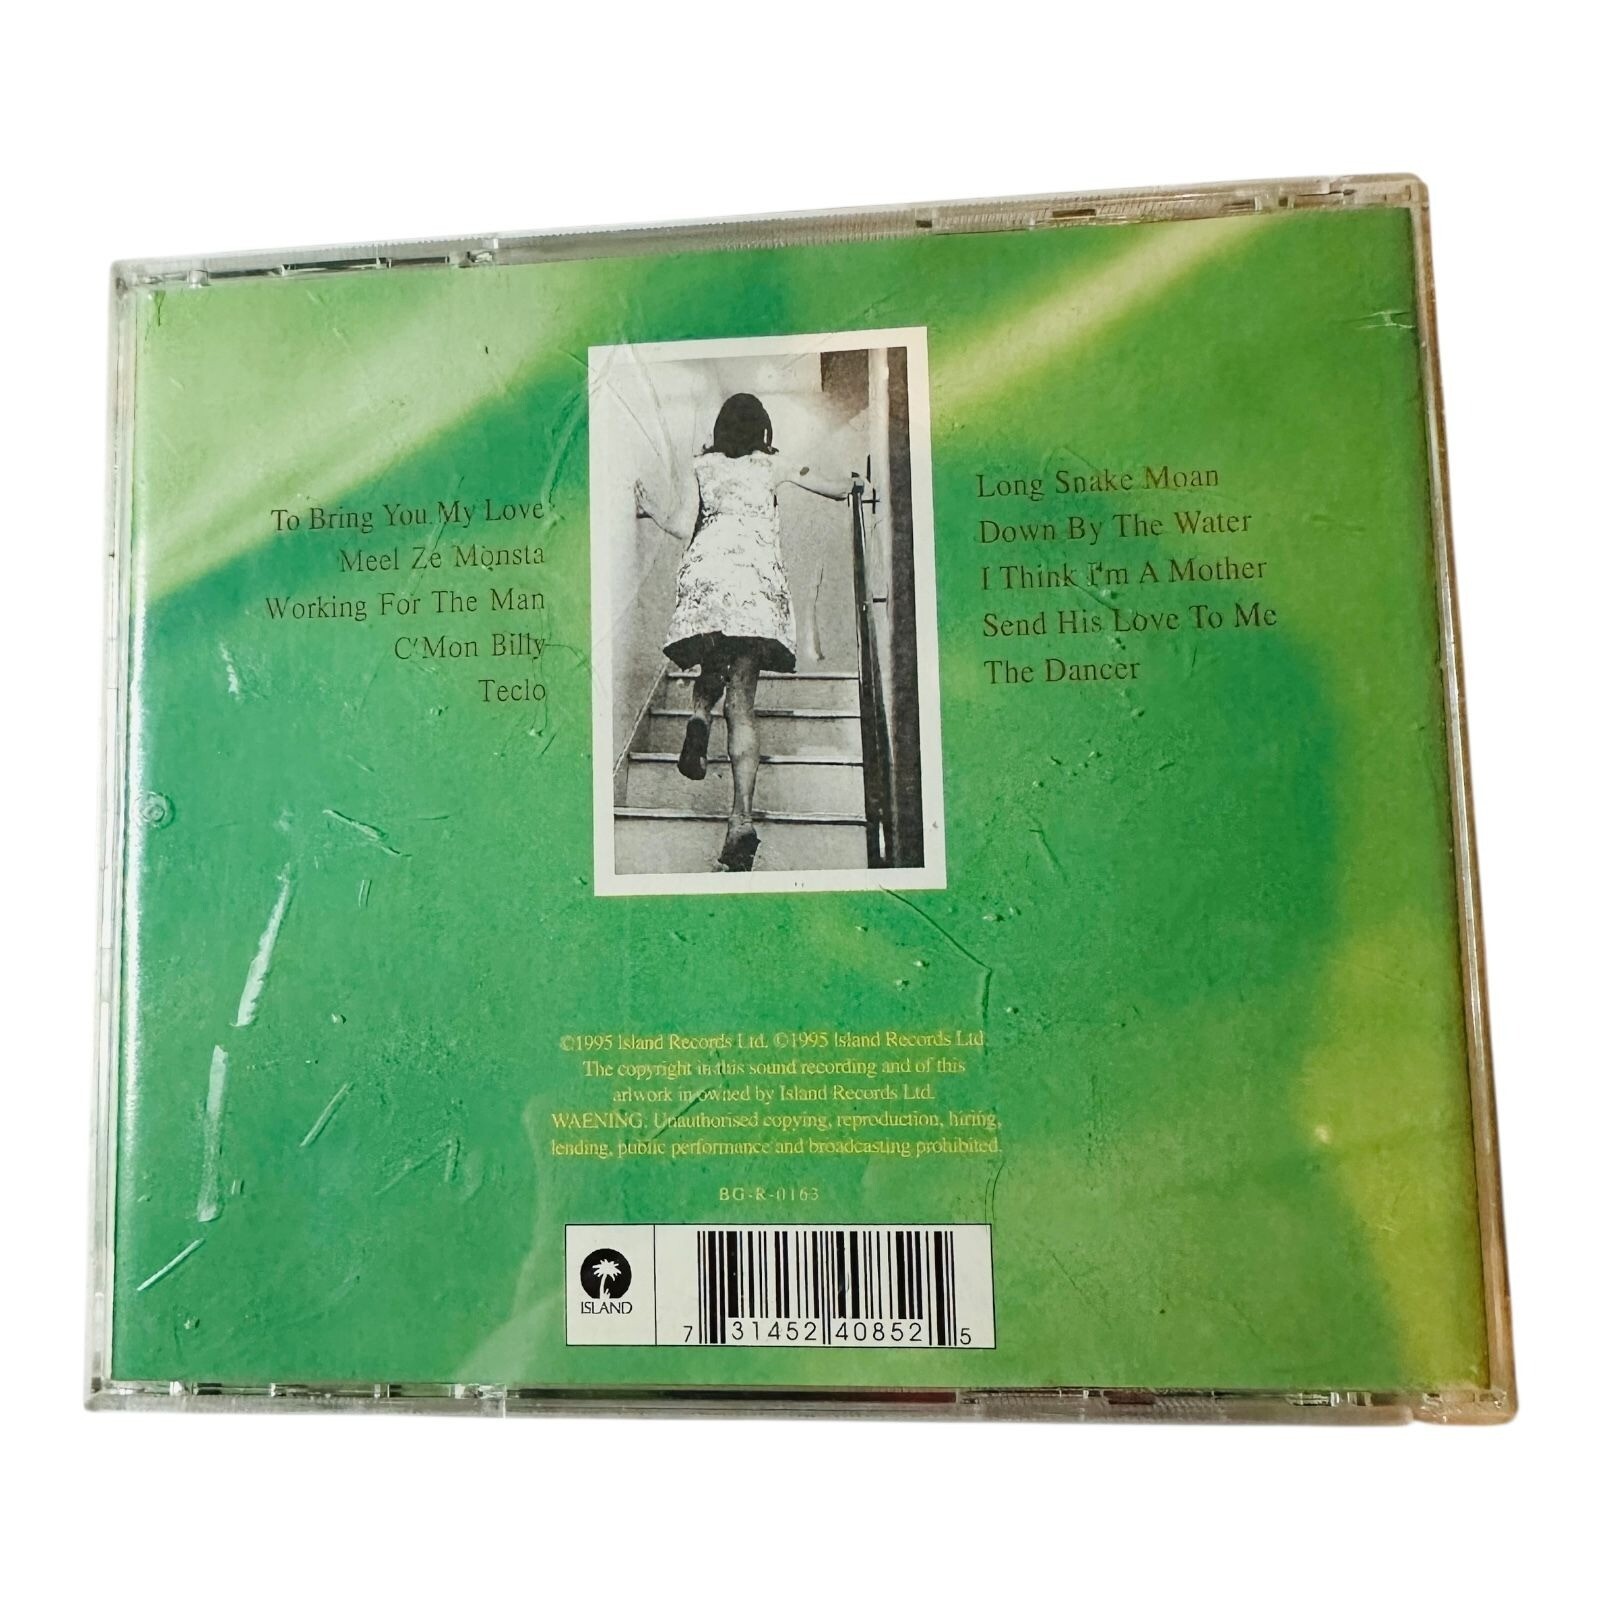 To Bring You My Love
Meel Ze Monsta
Working For The Man
C'Mon Billy
Teclo
Long Snake Moan
Down By The Water
I Think I'm A Mother
Send His Love To Me
The Dancer
©1995 Island Records Ltd. ©1995 Island Records Ltd.
The copyright in this sound recording and of this
artwork in owned by Island Records Ltd.
WAENING: Unauthorised copying, reproduction, hiring,
lending, public performance and broadcasting prohibited.
BG-R-0163
ISLAND
7 31452 40852 5